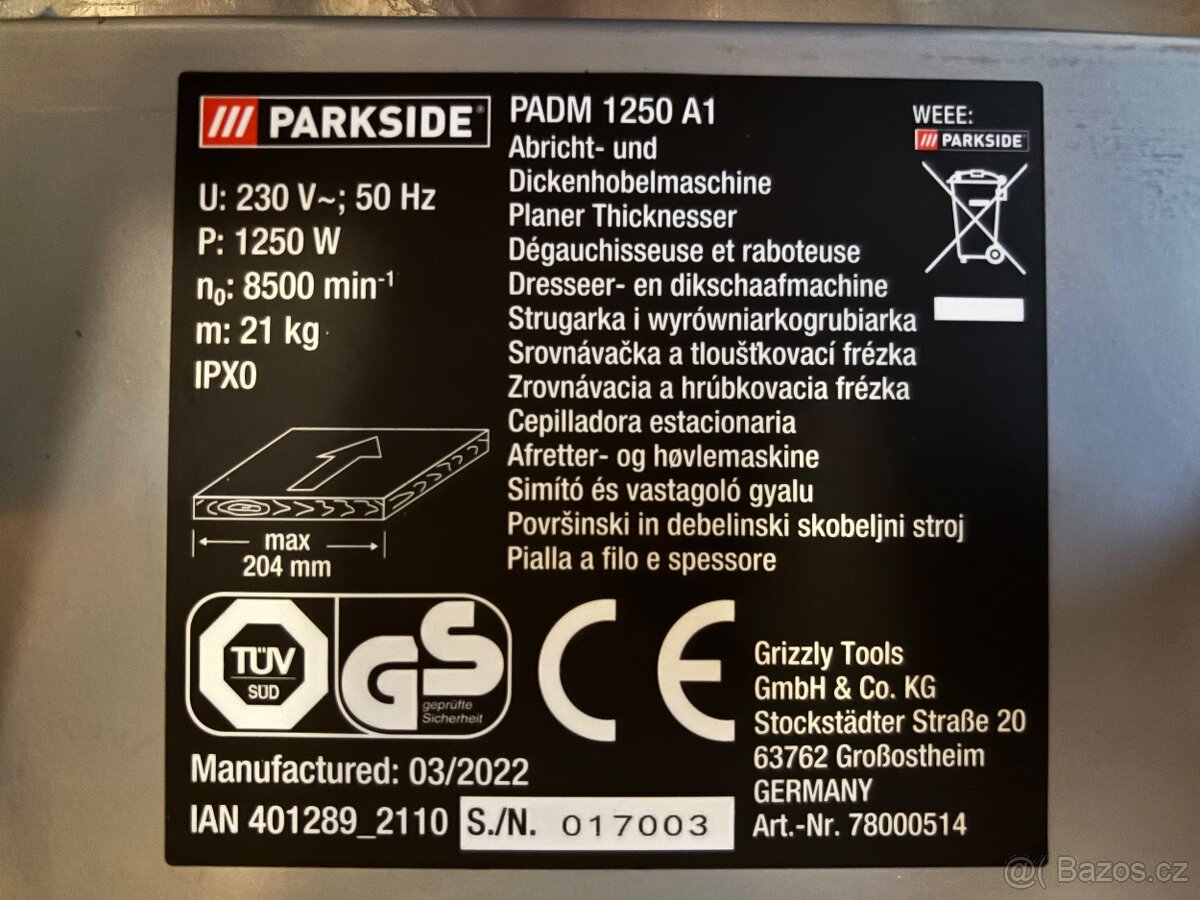 PARKSIDE®
U: 230 V~; 50 Hz
P: 1250 W
n₀: 8500 min⁻¹
m: 21 kg
IPX0
max
204 mm
PADM 1250 A1
Abricht- und
Dickenhobelmaschine
Planer Thicknesser
Dégauchisseuse et raboteuse
Dresseer- en dikschaafmachine
Strugarka i wyrówniarkogrubiarka
Srovnávačka a tloušťkovací frézka
Zrovnávacia a hrúbkovacia frézka
Cepilladora estacionaria
Afretter- og høvlemaskine
Simító és vastagoló gyalu
Površinski in debelinski skobeljni stroj
Pialla a filo e spessore
WEEE:
PARKSIDE®
TÜV
SÜD
GS
geprüfte
Sicherheit
CE
Manufactured: 03/2022
IAN 401289_2110 S./N. 017003
Grizzly Tools
GmbH & Co. KG
Stockstädter Straße 20
63762 Großostheim
GERMANY
Art.-Nr. 78000514
Bazos.cz